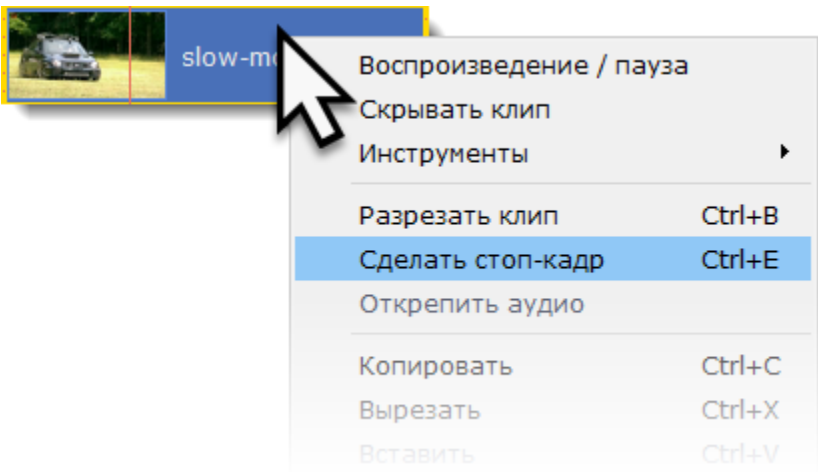 slow-mo
Воспроизведение / пауза
Скрывать клип
Инструменты
Разрезать клип Ctrl+B
Сделать стоп-кадр Ctrl+E
Открепить аудио
Копировать Ctrl+C
Вырезать Ctrl+X
Вставить Ctrl+V